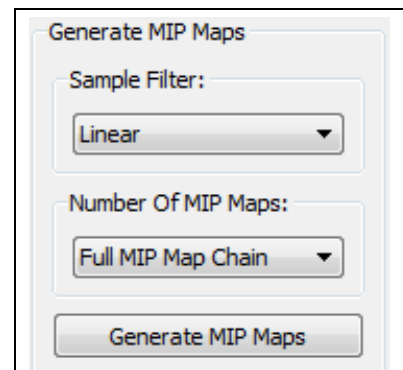 Generate MIP Maps
Sample Filter:
Linear
Number Of MIP Maps:
Full MIP Map Chain
Generate MIP Maps